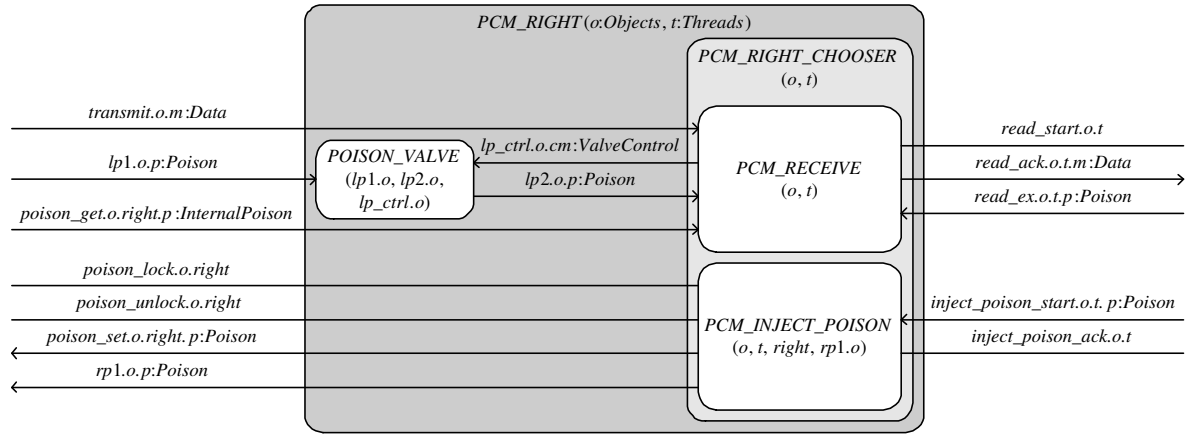 PCM_RIGHT(o:Objects, t:Threads)
PCM_RIGHT_CHOOSER
(o, t)
transmit.o.m:Data
lp1.o.p:Poison
poison_get.o.right.p:InternalPoison
POISON_VALVE
(lp1.o, lp2.o,
lp_ctrl.o)
lp_ctrl.o.cm:ValveControl
lp2.o.p:Poison
PCM_RECEIVE
(o, t)
read_start.o.t
read_ack.o.t.m:Data
read_ex.o.t.p:Poison
poison_lock.o.right
poison_unlock.o.right
poison_set.o.right.p:Poison
rp1.o.p:Poison
PCM_INJECT_POISON
(o, t, right, rp1.o)
inject_poison_start.o.t. p:Poison
inject_poison_ack.o.t